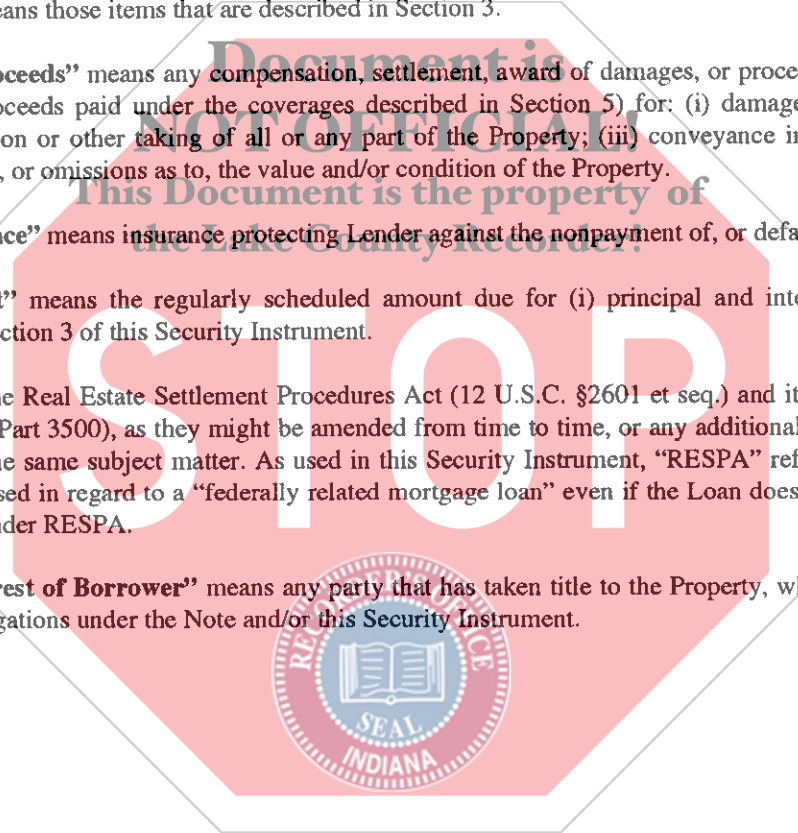 eans those items that are described in Section 3.
Document is
oceeds” means any compensation, settlement, award of damages, or proce
oceeds paid under the coverages described in Section 5) for: (i) damage
NOT OFFICIAL!
on or other taking of all or any part of the Property; (iii) conveyance in
, or omissions as to, the value and/or condition of the Property.
This Document is the property of
the Lake County Recorder!
nce” means insurance protecting Lender against the nonpayment of, or defa
t” means the regularly scheduled amount due for (i) principal and inte
ction 3 of this Security Instrument.
STOP
e Real Estate Settlement Procedures Act (12 U.S.C. §2601 et seq.) and it
Part 3500), as they might be amended from time to time, or any additional
ne same subject matter. As used in this Security Instrument, “RESPA” ref
sed in regard to a “federally related mortgage loan” even if the Loan does
nder RESPA.
rest of Borrower” means any party that has taken title to the Property, wh
gations under the Note and/or this Security Instrument.
RECORDER'S OFFICE
SEAL
INDIANA